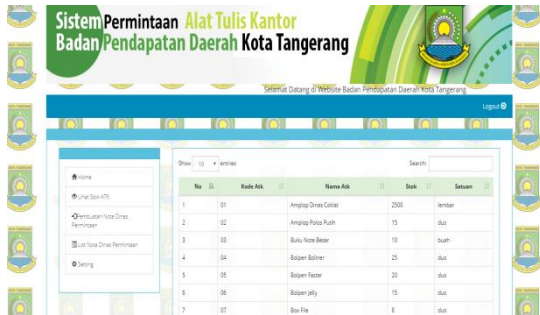 Sistem Permintaan Alat Tulis Kantor
Badan Pendapatan Daerah Kota Tangerang
Selamat Datang di Website Badan Pendapatan Daerah Kota Tangerang
Logout
Home
Lihat Stok ATK
Pembuatan Nota Dinas
Permintaan
List Nota Dinas Permintaan
Setting
Show 10 entries
Search:
No Kode Atk Nama Atk Stok Satuan
1 01 Amplop Dinas Coklat 2500 lembar
2 02 Amplop Polos Putih 15 dus
3 03 Buku Note Besar 10 buah
4 04 Bolpen Boliner 25 dus
5 05 Bolpen Faster 20 dus
6 06 Bolpen Jelly 15 dus
7 07 Box File 8 dus